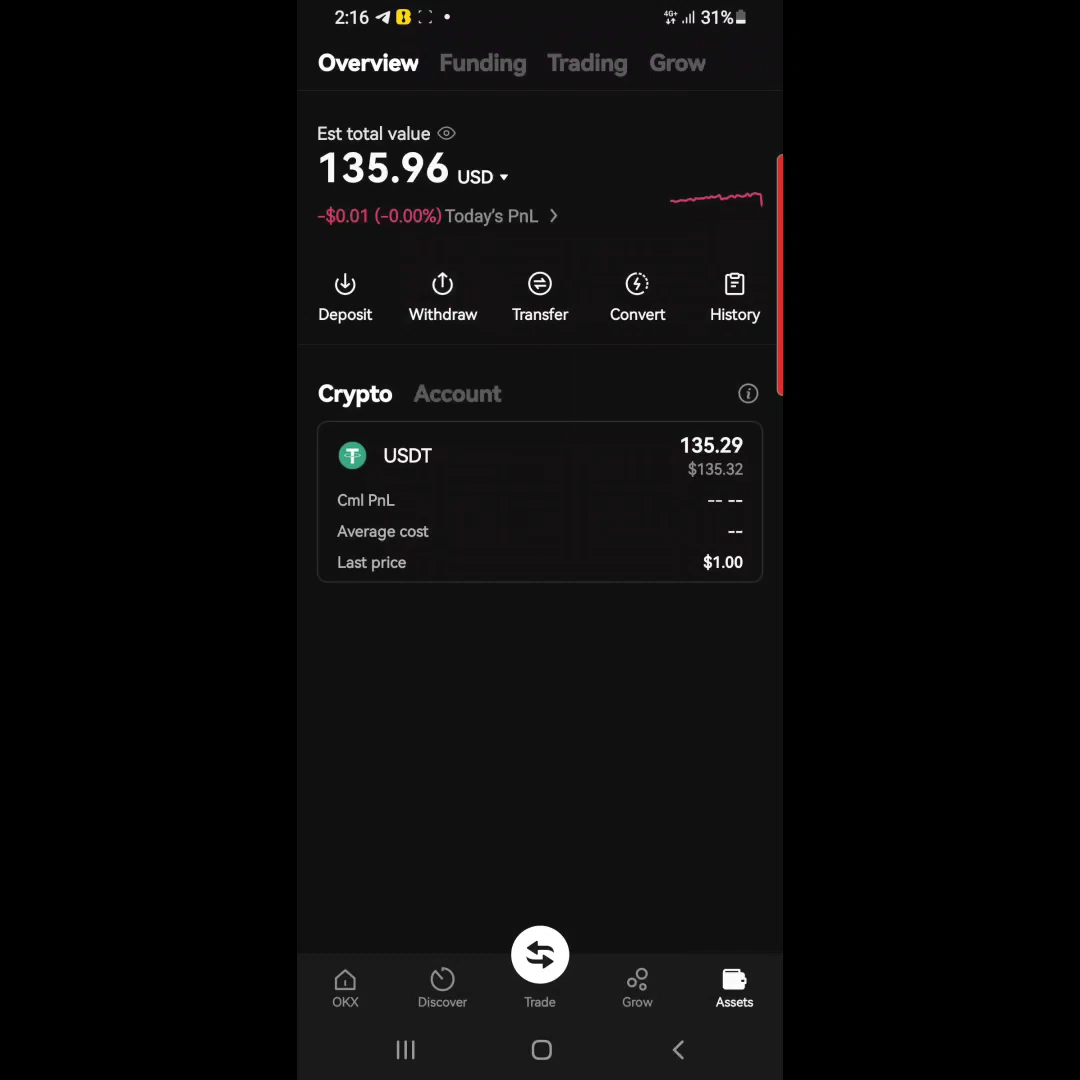 2:16 4G+ 31%
Overview Funding Trading Grow
Est total value
135.96 USD
-$0.01 (-0.00%) Today's PnL
Deposit Withdraw Transfer Convert History
Crypto Account
USDT 135.29
$135.32
Cml PnL -- --
Average cost --
Last price $1.00
OKX Discover Trade Grow Assets